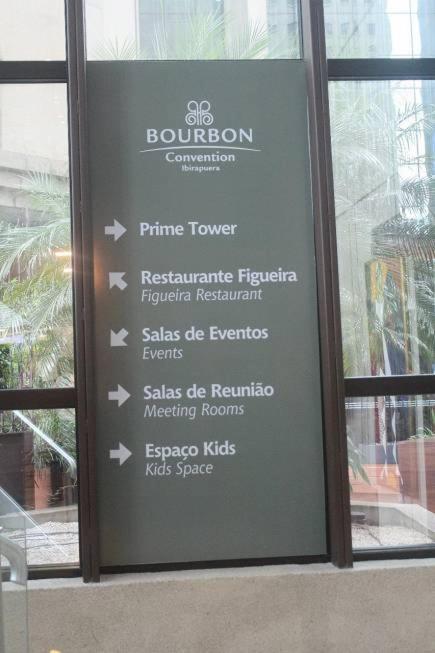 BOURBON
Convention
Ibirapuera
Prime Tower
Restaurante Figueira
Figueira Restaurant
Salas de Eventos
Events
Salas de Reunião
Meeting Rooms
Espaço Kids
Kids Space